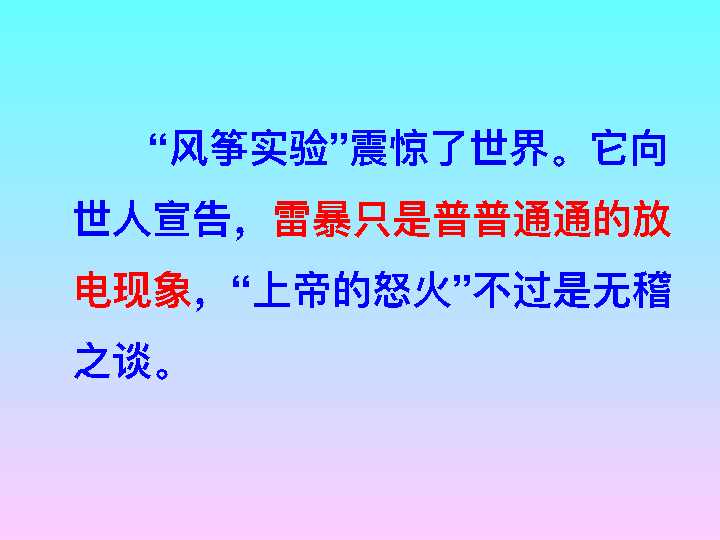 “风筝实验”震惊了世界。它向
世人宣告，雷暴只是普普通通的放
电现象，“上帝的怒火”不过是无稽
之谈。